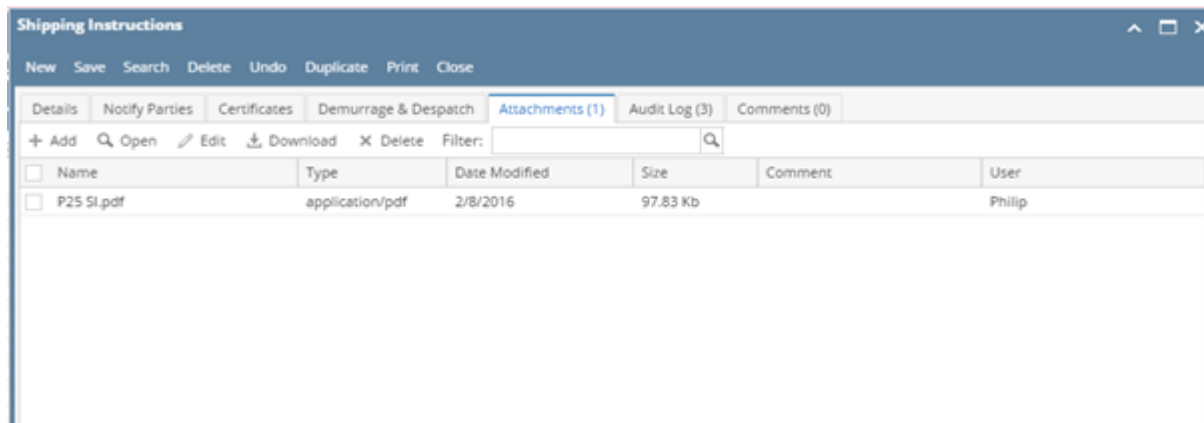 Shipping Instructions
New Save Search Delete Undo Duplicate Print Close
Details Notify Parties Certificates Demurrage & Despatch Attachments (1) Audit Log (3) Comments (0)
+ Add Open Edit Download X Delete Filter:
Name Type Date Modified Size Comment User
P25 SI.pdf application/pdf 2/8/2016 97.83 Kb Philip